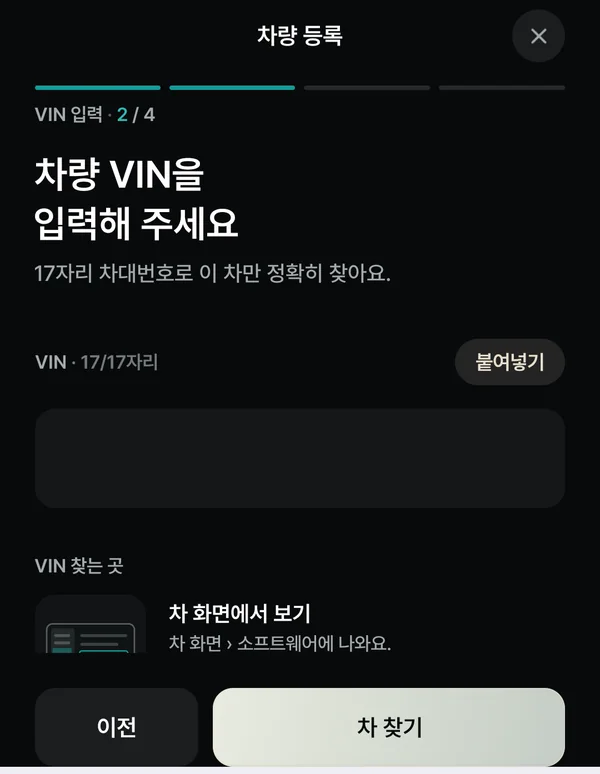 차량 등록
VIN 입력 · 2 / 4
차량 VIN을
입력해 주세요
17자리 차대번호로 이 차만 정확히 찾아요.
VIN · 17/17자리
붙여넣기
VIN 찾는 곳
차 화면에서 보기
차 화면 › 소프트웨어에 나와요.
이전
차 찾기